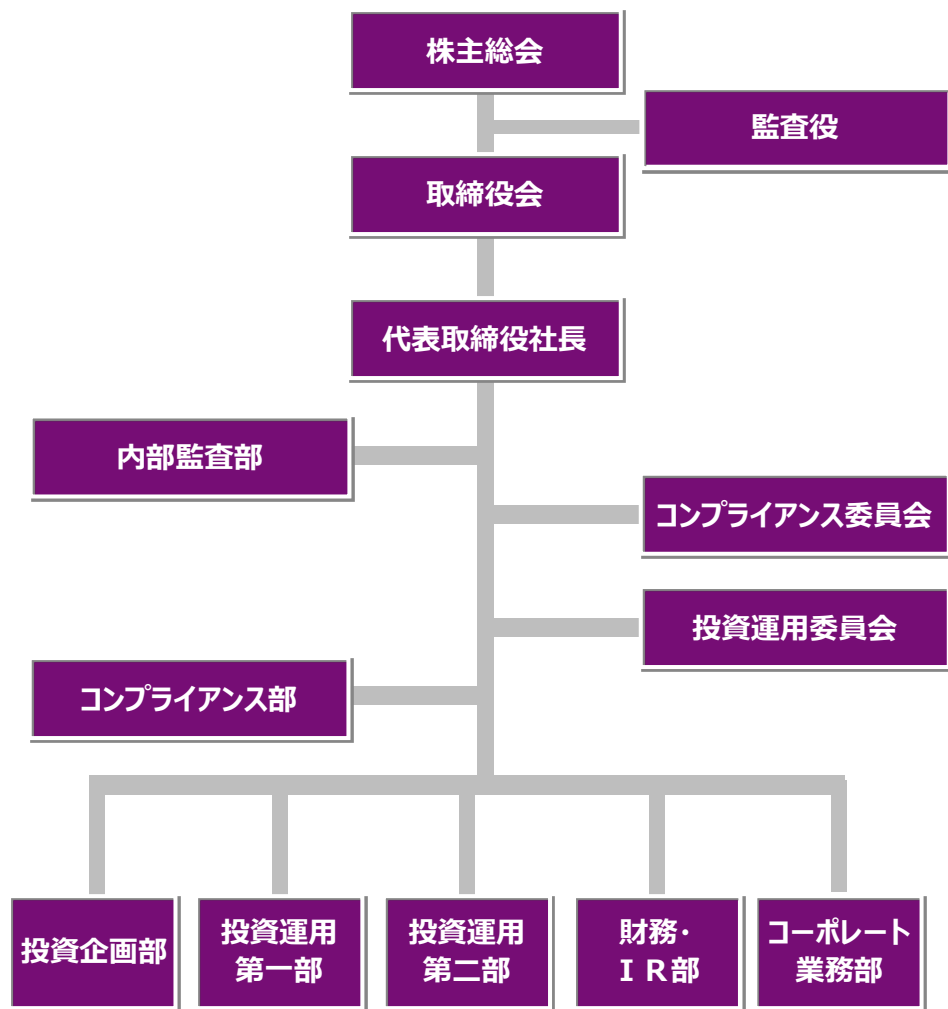 株主総会
監査役
取締役会
代表取締役社長
内部監査部
コンプライアンス委員会
投資運用委員会
コンプライアンス部
投資企画部
投資運用
第一部
投資運用
第二部
財務・
ＩＲ部
コーポレート
業務部